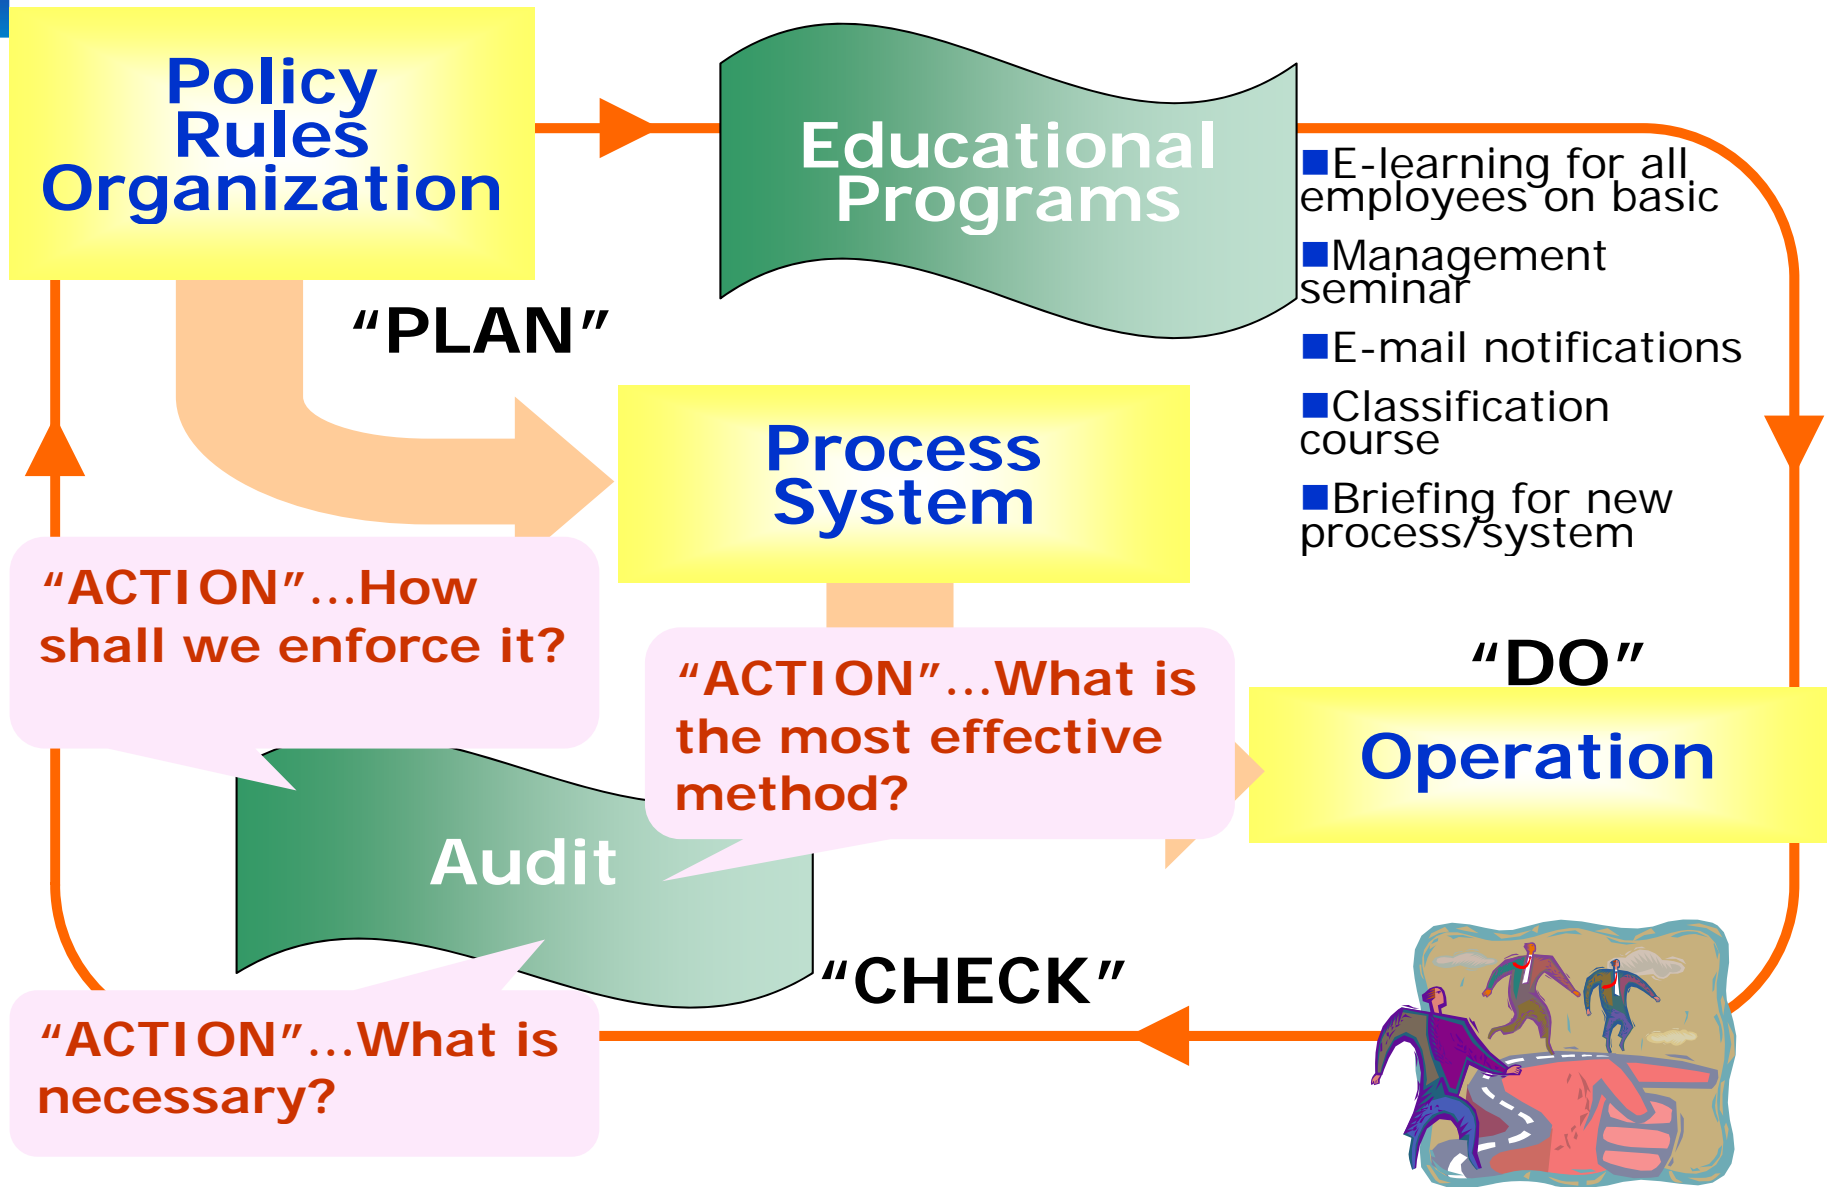 Policy
Rules
Organization
Educational
Programs
■E-learning for all
employees on basic
■Management
seminar
■E-mail notifications
■Classification
course
■Briefing for new
process/system
“PLAN”
Process
System
“ACTION”…How
shall we enforce it?
“ACTION”…What is
the most effective
method?
“DO”
Operation
Audit
“CHECK”
“ACTION”…What is
necessary?